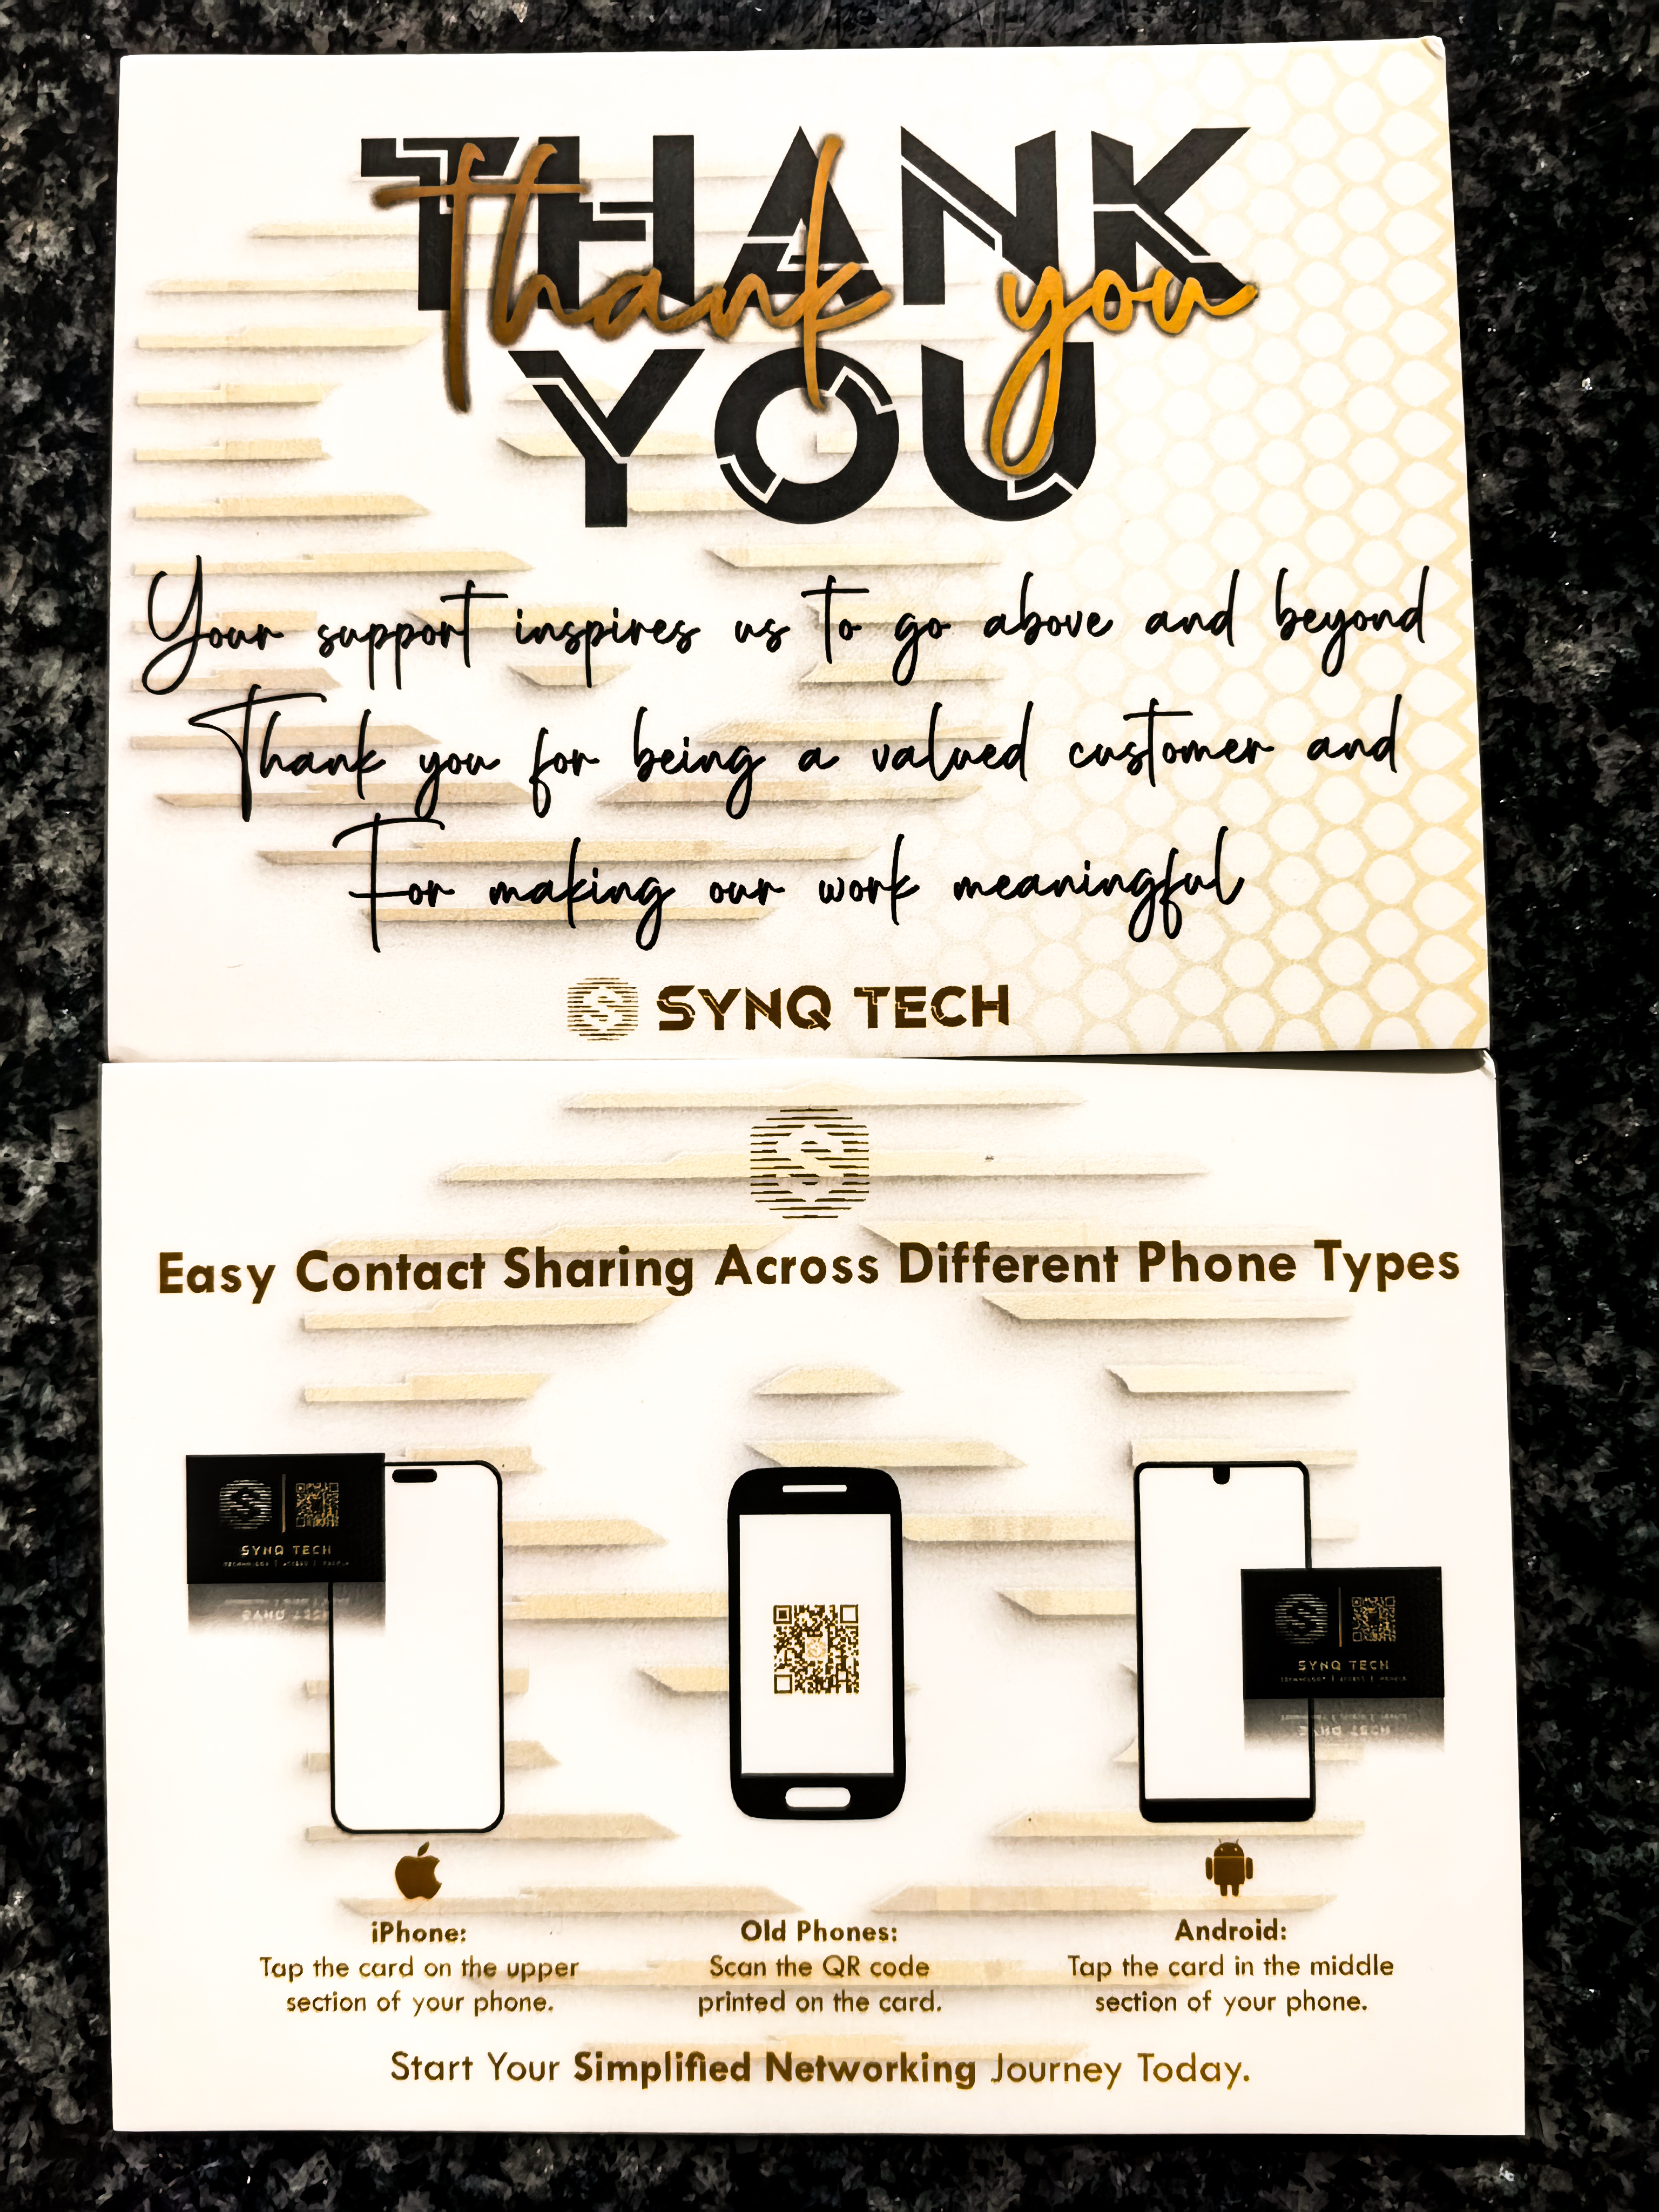 THANK
thank you
YOU
Your support inspires us to go above and beyond
Thank you for being a valued customer and
For making our work meaningful
SYNQ TECH
Easy Contact Sharing Across Different Phone Types
SYNQ TECH
SYNQ TECH
iPhone:
Tap the card on the upper
section of your phone.
Old Phones:
Scan the QR code
printed on the card.
Android:
Tap the card in the middle
section of your phone.
Start Your Simplified Networking Journey Today.